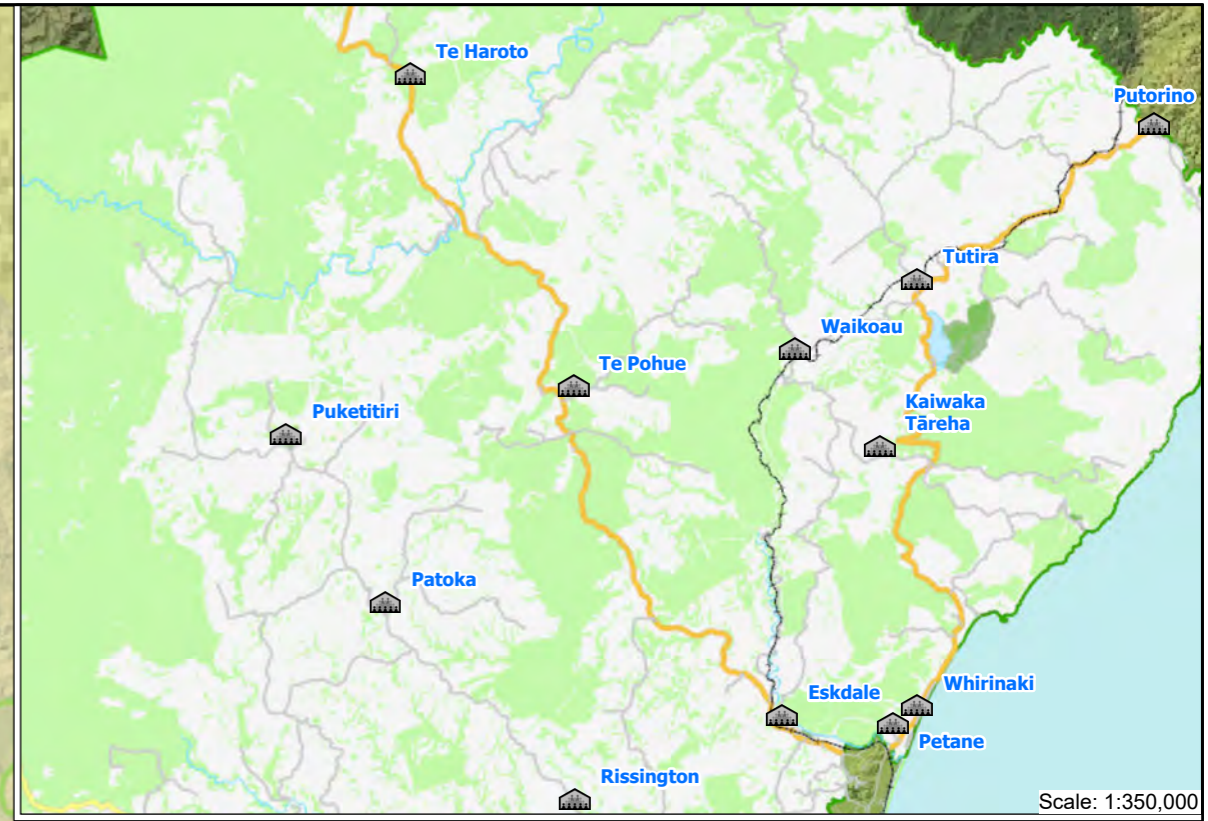 Te Haroto
Putorino
Tutira
Waikoau
Te Pohue
Kaiwaka
Tāreha
Puketitiri
Patoka
Whirinaki
Eskdale
Petane
Rissington
Scale: 1:350,000